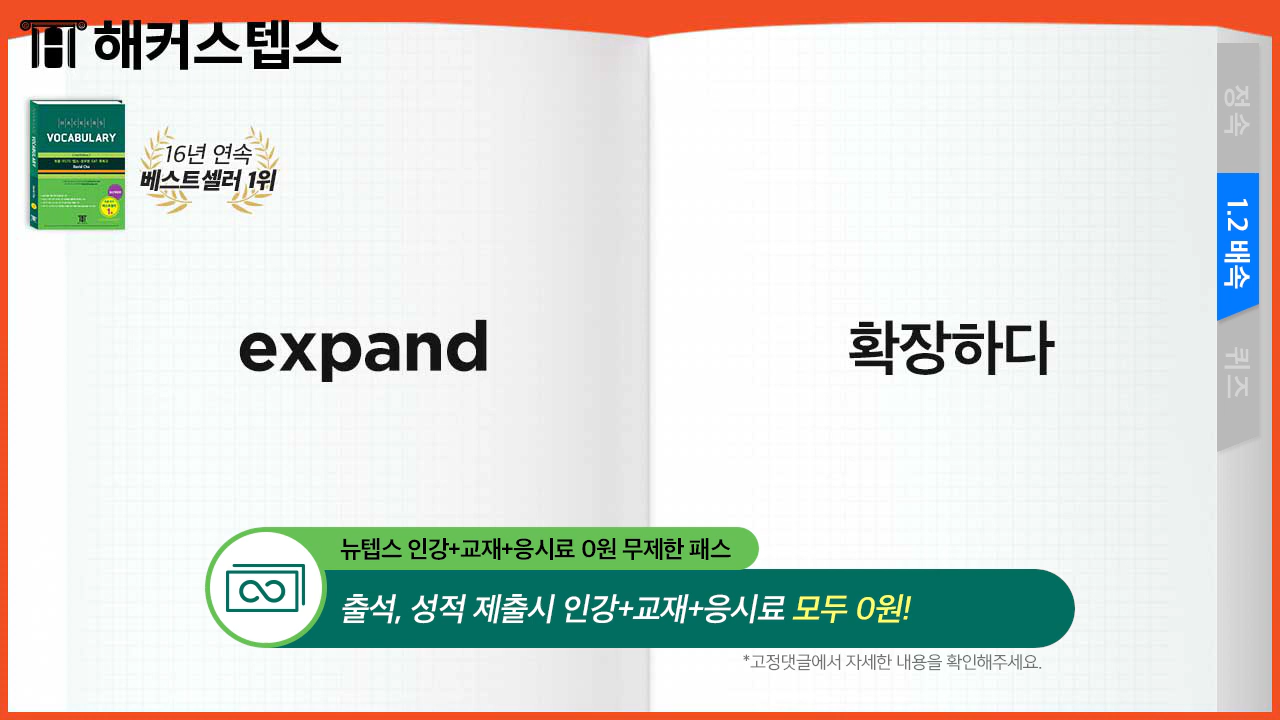 해커스텝스
HACKERS
VOCABULARY
VOCABULARY
David Cho
16년 연속
베스트셀러 1위
정속
1.2 배속
퀴즈
expand
확장하다
뉴텝스 인강+교재+응시료 0원 무제한 패스
출석, 성적 제출시 인강+교재+응시료 모두 0원!
*고정댓글에서 자세한 내용을 확인해주세요.